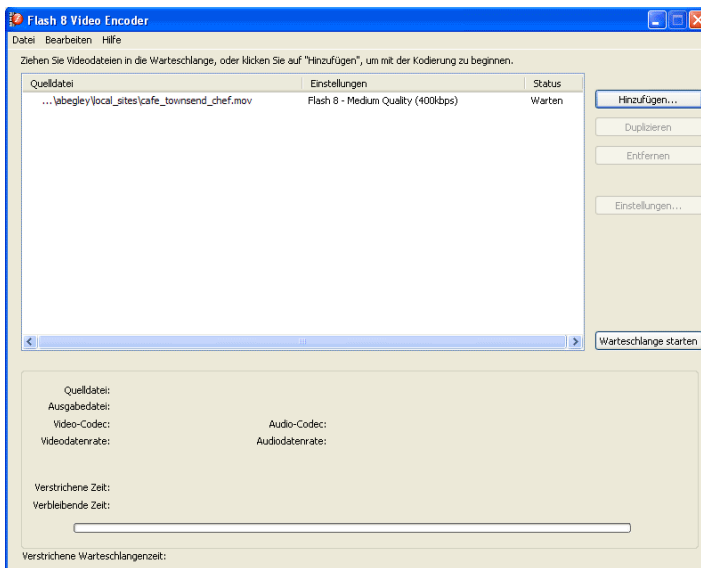 Flash 8 Video Encoder
Datei Bearbeiten Hilfe
Ziehen Sie Videodateien in die Warteschlange, oder klicken Sie auf "Hinzufügen", um mit der Kodierung zu beginnen.
Quelldatei Einstellungen Status
...\abegley\local_sites\cafe_townsend_chef.mov Flash 8 - Medium Quality (400kbps) Warten
Hinzufügen...
Duplizieren
Entfernen
Einstellungen...
Warteschlange starten
Quelldatei:
Ausgabedatei:
Video-Codec: Audio-Codec:
Videodatenrate: Audiodatenrate:
Verstrichene Zeit:
Verbleibende Zeit:
Verstrichene Warteschlangenzeit: